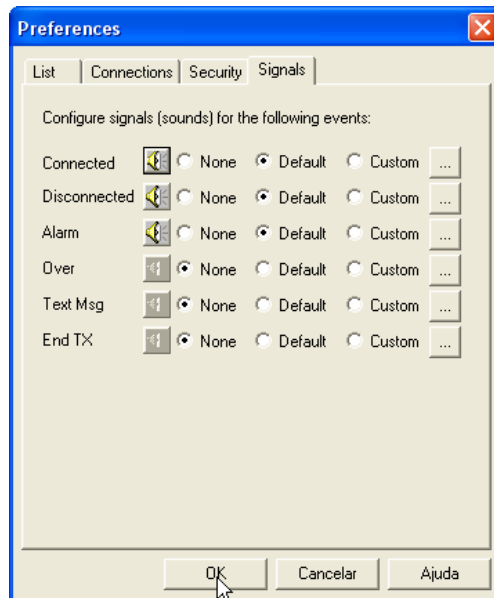 Preferences
List Connections Security Signals
Configure signals (sounds) for the following events:
Connected None Default Custom ...
Disconnected None Default Custom ...
Alarm None Default Custom ...
Over None Default Custom ...
Text Msg None Default Custom ...
End TX None Default Custom ...
OK Cancelar Ajuda